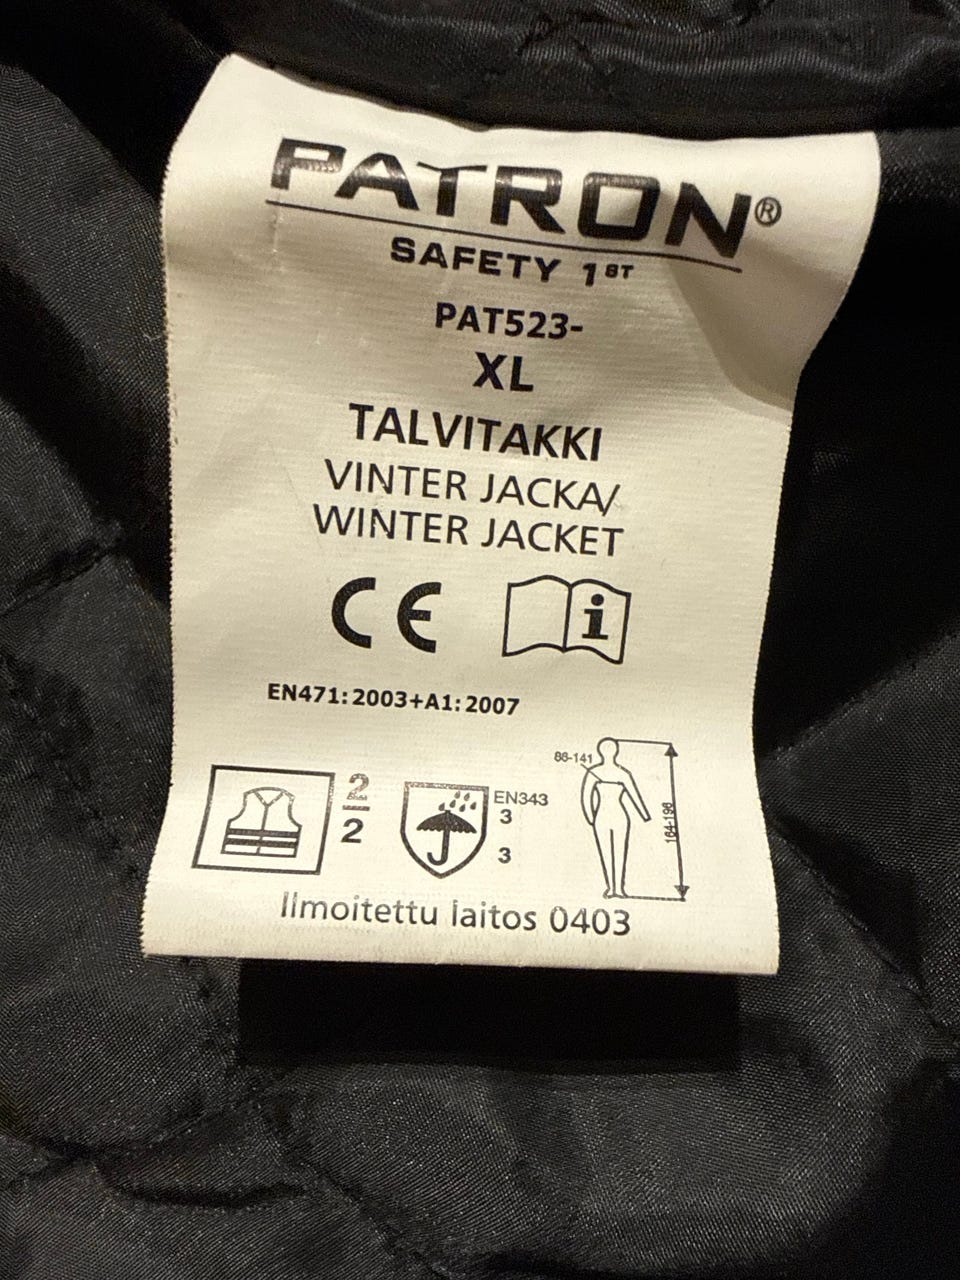 PATRON®
SAFETY 1ST
PAT523-
XL
TALVITAKKI
VINTER JACKA/
WINTER JACKET
CE
i
EN471:2003+A1:2007
2
2
EN343
3
3
86-141
164-196
Ilmoitettu laitos 0403